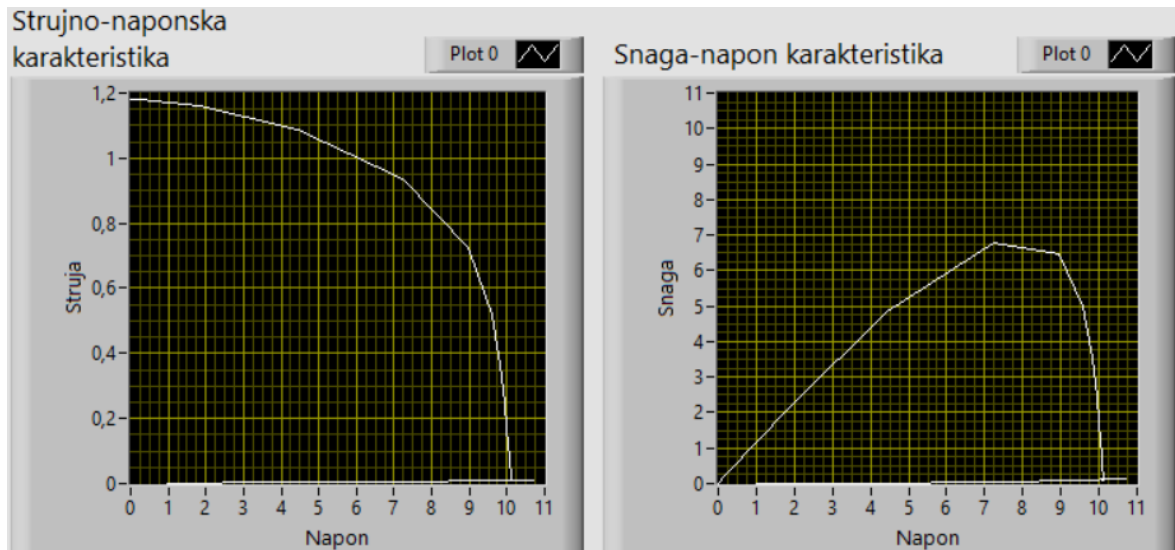 Strujno-naponska
karakteristika
Plot 0
1,2
1
0,8
0,6
0,4
0,2
0
Struja
0 1 2 3 4 5 6 7 8 9 10 11
Napon
Snaga-napon karakteristika
Plot 0
11
10
9
8
7
6
5
4
3
2
1
0
Snaga
0 1 2 3 4 5 6 7 8 9 10 11
Napon